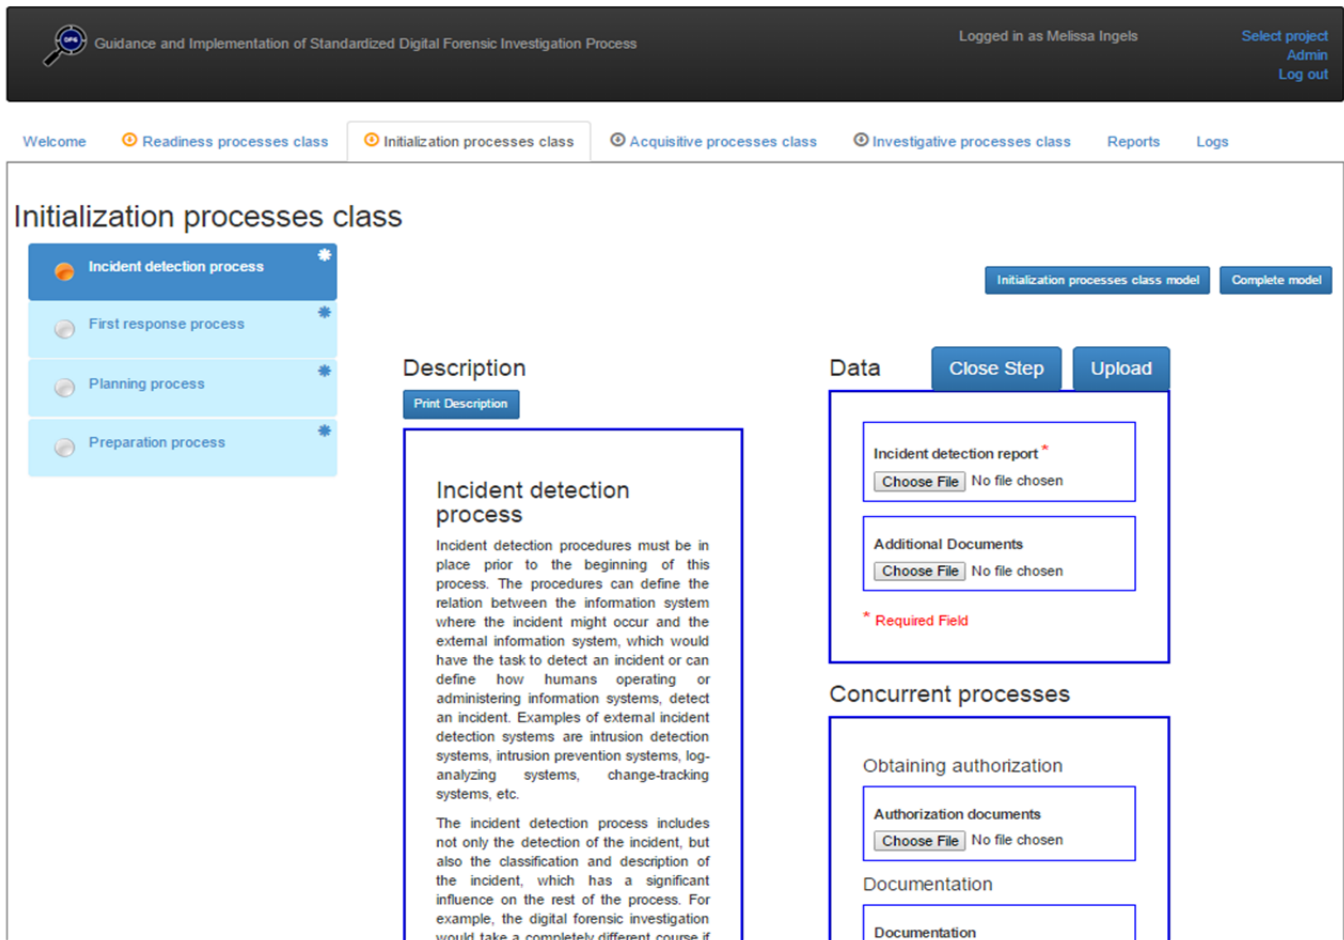 DFG
Guidance and Implementation of Standardized Digital Forensic Investigation Process
Logged in as Melissa Ingels
Select project
Admin
Log out
Welcome
Readiness processes class
Initialization processes class
Acquisitive processes class
Investigative processes class
Reports
Logs
Initialization processes class
Incident detection process
First response process
Planning process
Preparation process
Initialization processes class model
Complete model
Description
Print Description
Incident detection
process
Incident detection procedures must be in
place prior to the beginning of this
process. The procedures can define the
relation between the information system
where the incident might occur and the
external information system, which would
have the task to detect an incident or can
define how humans operating or
administering information systems, detect
an incident. Examples of external incident
detection systems are intrusion detection
systems, intrusion prevention systems, log-
analyzing systems, change-tracking
systems, etc.
The incident detection process includes
not only the detection of the incident, but
also the classification and description of
the incident, which has a significant
influence on the rest of the process. For
example, the digital forensic investigation
would take a completely different course if
Data
Close Step
Upload
Incident detection report *
Choose File No file chosen
Additional Documents
Choose File No file chosen
* Required Field
Concurrent processes
Obtaining authorization
Authorization documents
Choose File No file chosen
Documentation
Documentation